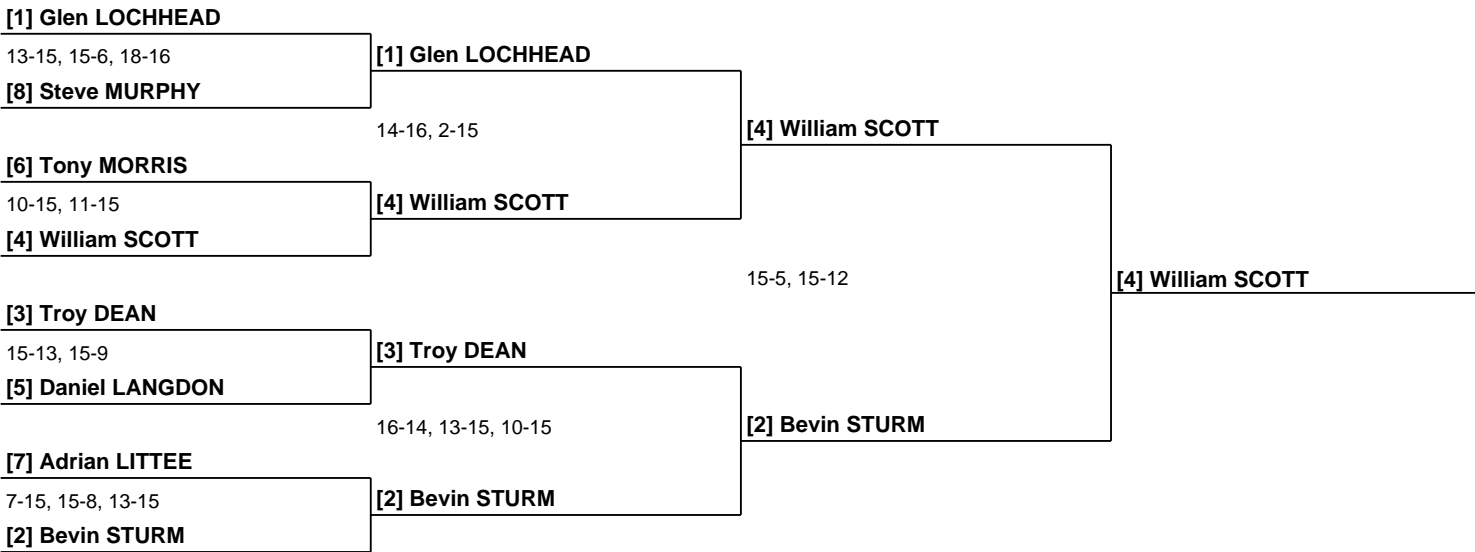 [1] Glen LOCHHEAD
13-15, 15-6, 18-16
[1] Glen LOCHHEAD
[8] Steve MURPHY
14-16, 2-15
[4] William SCOTT
[6] Tony MORRIS
10-15, 11-15
[4] William SCOTT
[4] William SCOTT
15-5, 15-12
[4] William SCOTT
[3] Troy DEAN
15-13, 15-9
[3] Troy DEAN
[5] Daniel LANGDON
16-14, 13-15, 10-15
[2] Bevin STURM
[7] Adrian LITTEE
7-15, 15-8, 13-15
[2] Bevin STURM
[2] Bevin STURM